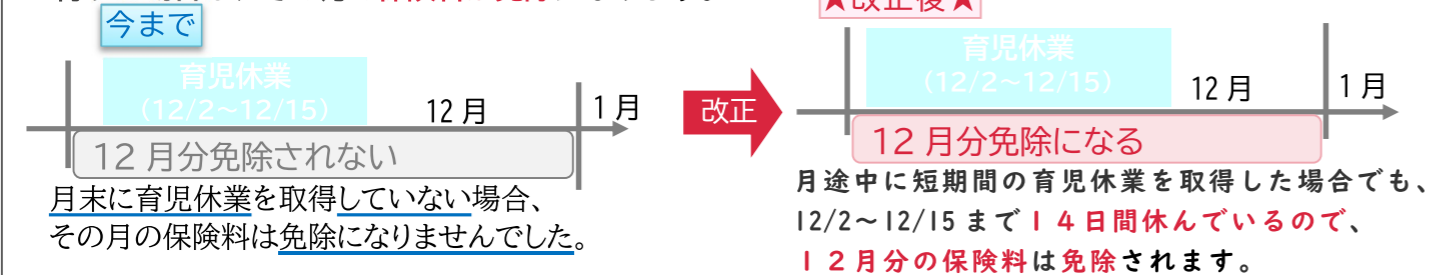 今まで
育児休業
(12/2～12/15)
12月
1月
12月分免除されない
月末に育児休業を取得していない場合、
その月の保険料は免除になりませんでした。
改正
★改正後★
育児休業
(12/2～12/15)
12月
1月
12月分免除になる
月途中に短期間の育児休業を取得した場合でも、
12/2～12/15まで１４日間休んでいるので、
１２月分の保険料は免除されます。